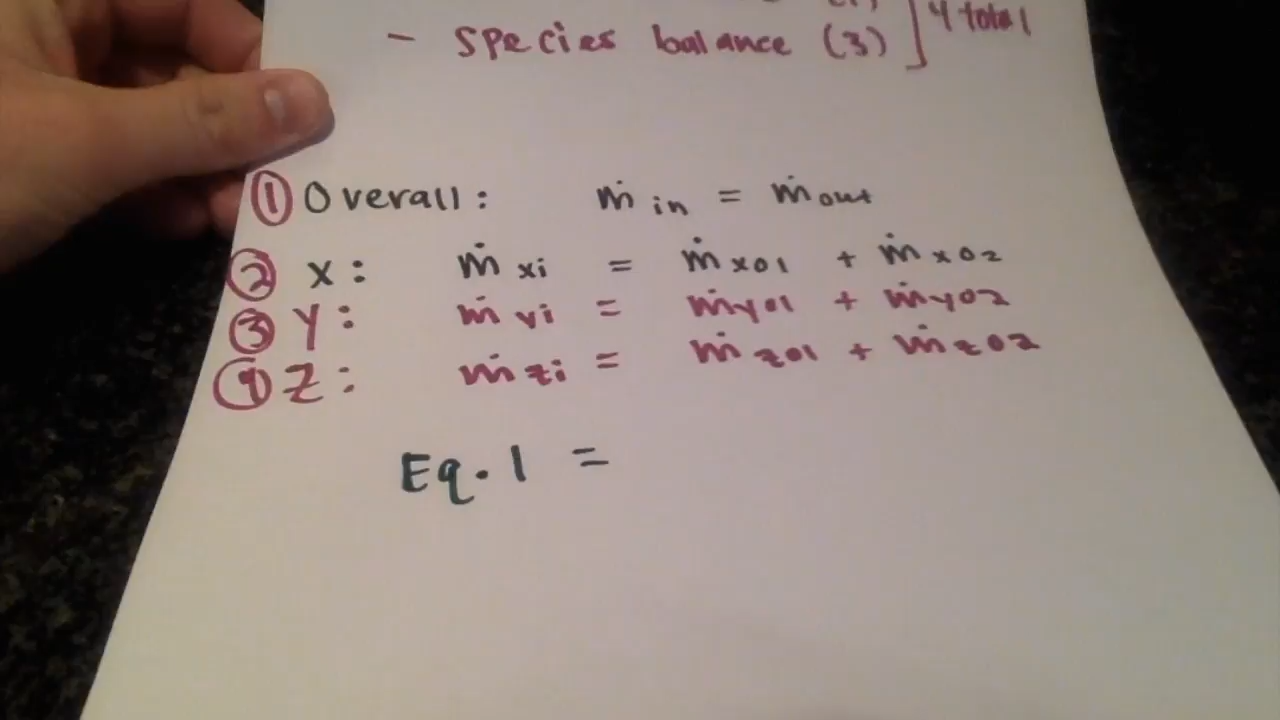 - Species balance (3) ] 4 total
① Overall: ṁ in = ṁ out
② X: ṁ xi = ṁ xo1 + ṁ xo2
③ Y: ṁ yi = ṁ yo1 + ṁ yo2
④ Z: ṁ zi = ṁ zo1 + ṁ zo2
Eq. 1 =